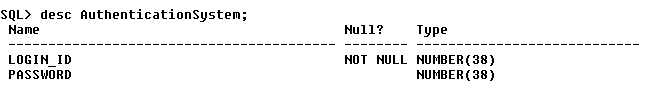 SQL> desc AuthenticationSystem;
Name Null? Type
----------------------------------------- -------- ----------------------------
LOGIN_ID NOT NULL NUMBER(38)
PASSWORD NUMBER(38)